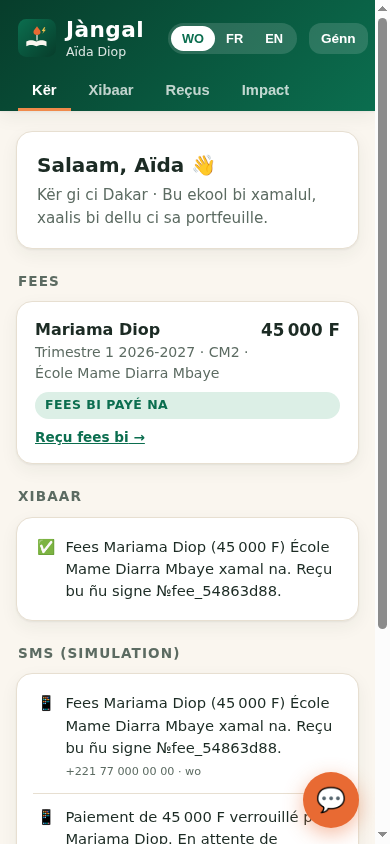 Jàngal
Aïda Diop
WO FR EN
Génn
Kër Xibaar Reçus Impact
Salaam, Aïda 👋
Kër gi ci Dakar · Bu ekool bi xamalul,
xaalis bi dellu ci sa portfeuille.
FEES
Mariama Diop 45 000 F
Trimestre 1 2026-2027 · CM2 ·
École Mame Diarra Mbaye
FEES BI PAYÉ NA
Reçu fees bi →
XIBAAR
✅ Fees Mariama Diop (45 000 F) École
Mame Diarra Mbaye xamal na. Reçu
bu ñu signe №fee_54863d88.
SMS (SIMULATION)
📱 Fees Mariama Diop (45 000 F) École
Mame Diarra Mbaye xamal na. Reçu
bu ñu signe №fee_54863d88.
+221 77 000 00 00 · wo
📱 Paiement de 45 000 F verrouillé
Mariama Diop. En attente de